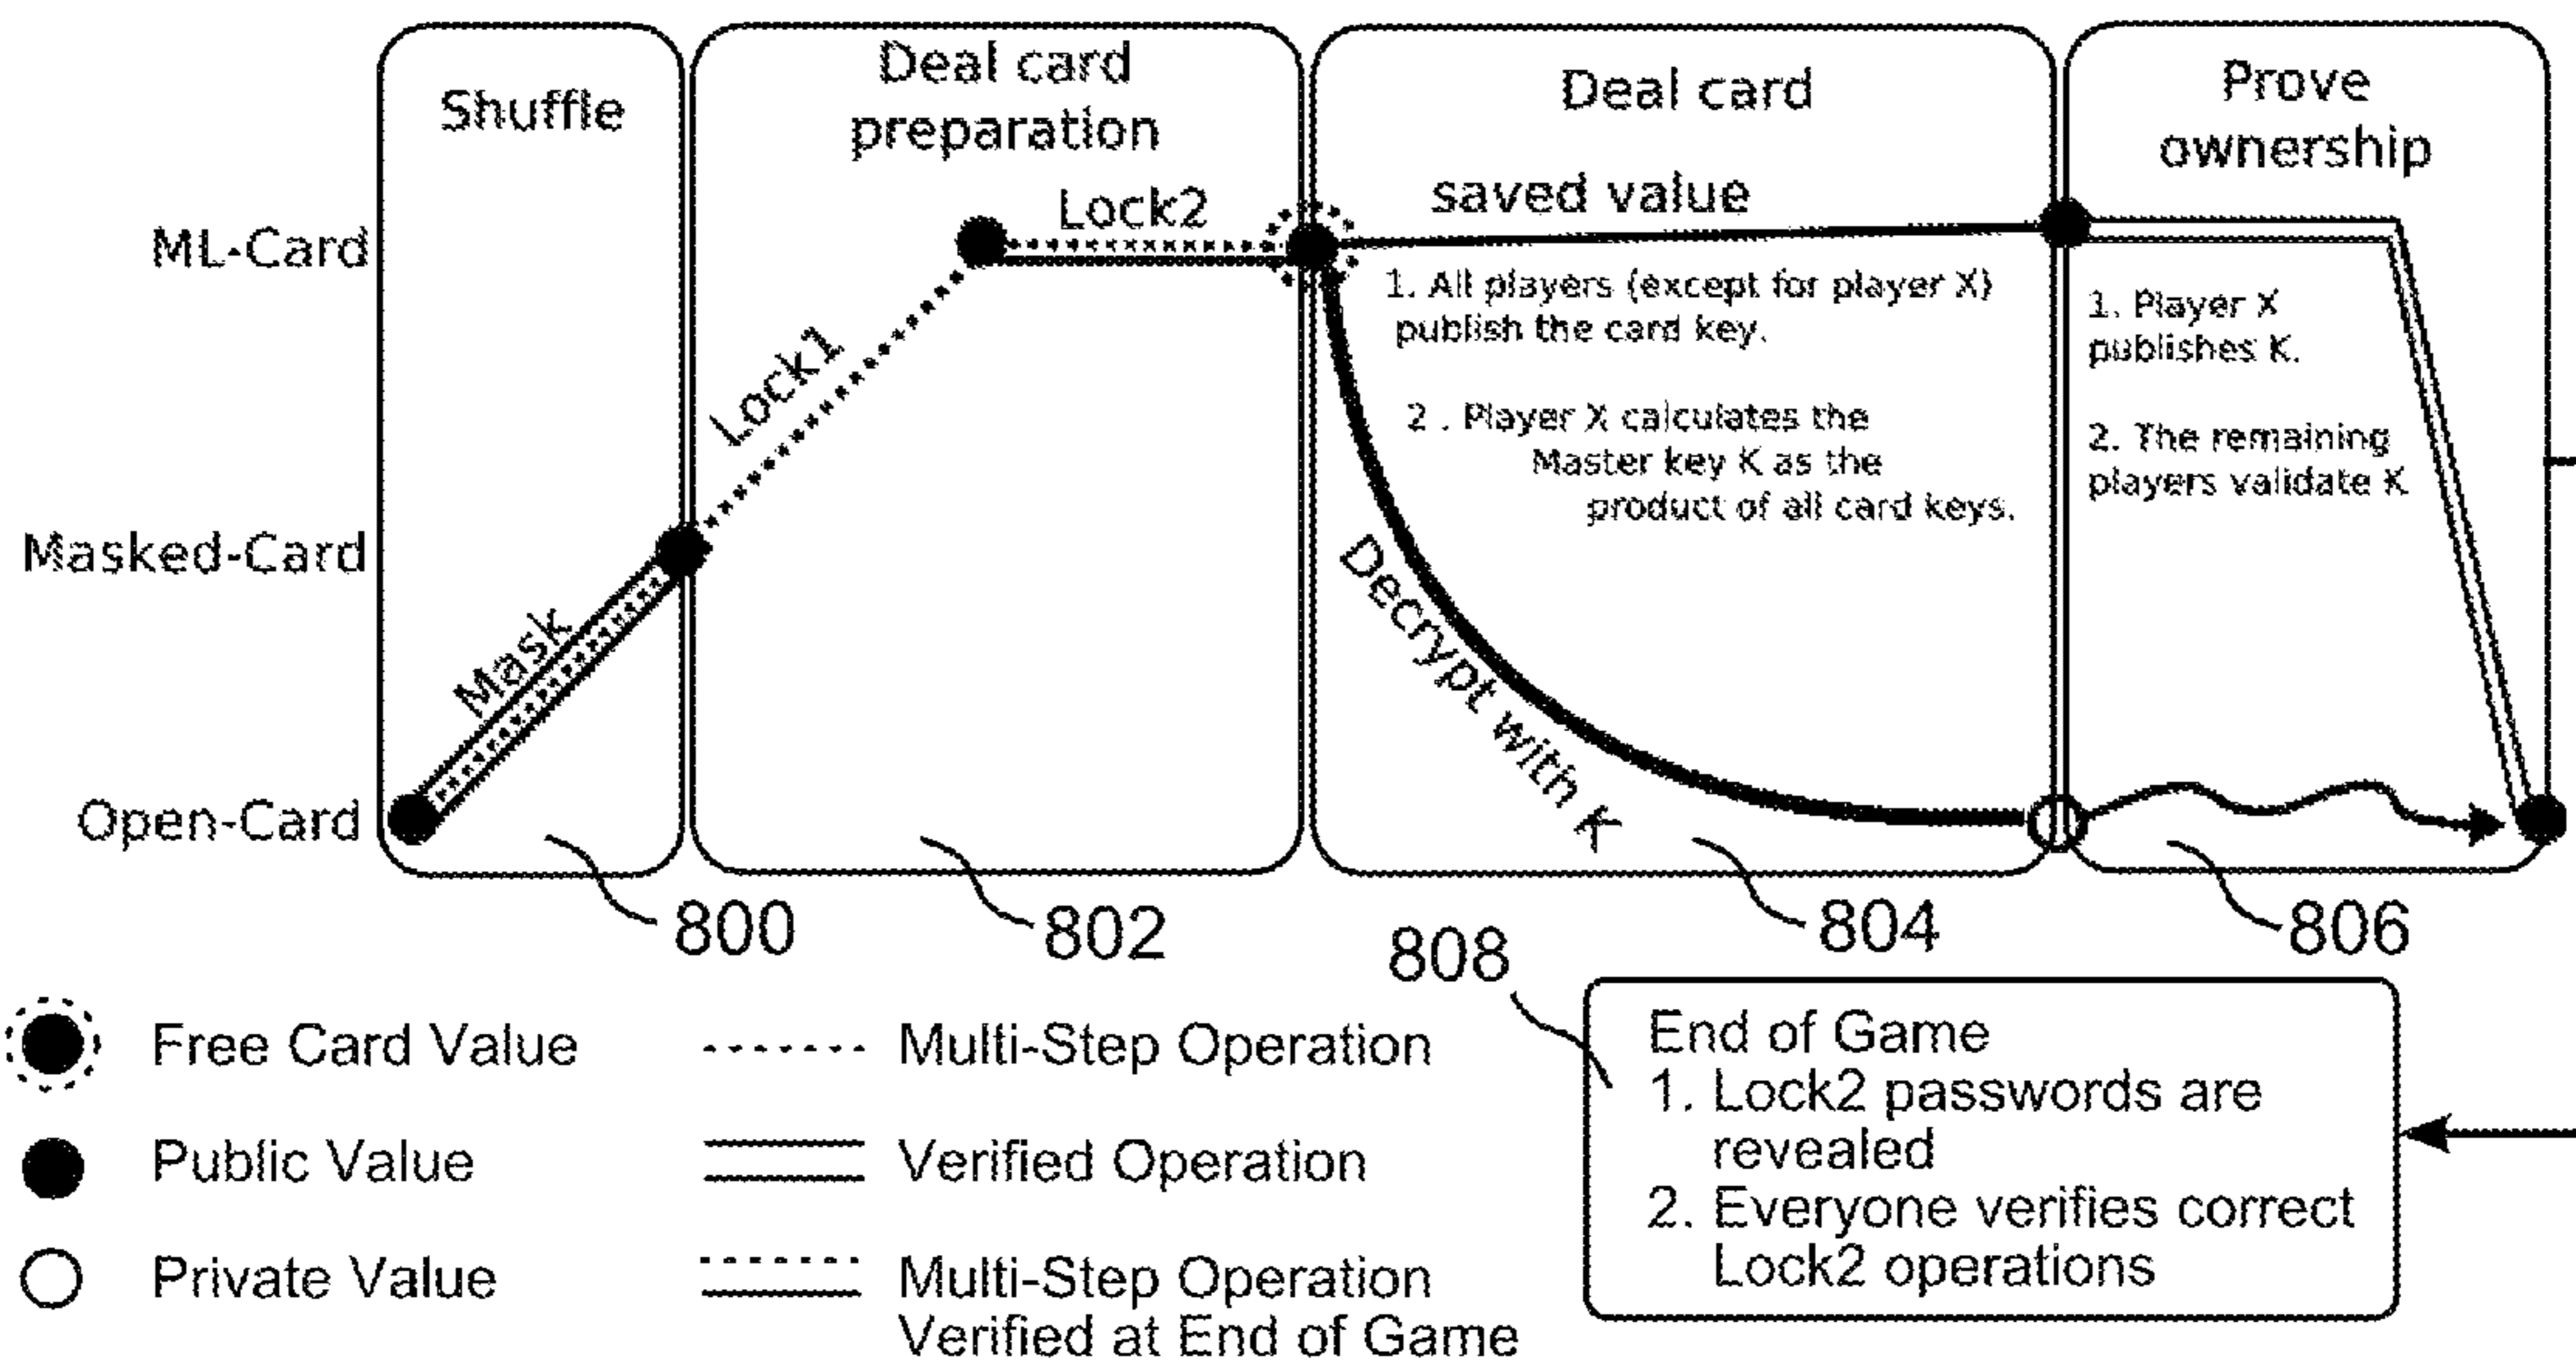 Shuffle
Deal card
preparation
Deal card
Prove
ownership
ML-Card
Masked-Card
Open-Card
Mask
Lock1
Lock2
saved value
1. All players (except for player X)
publish the card key.
2 . Player X calculates the
Master key K as the
product of all card keys.
Decrypt with K
1. Player X
publishes K.
2. The remaining
players validate K
800
802
804
806
808
Free Card Value
Public Value
Private Value
Multi-Step Operation
Verified Operation
Multi-Step Operation
Verified at End of Game
End of Game
1. Lock2 passwords are
revealed
2. Everyone verifies correct
Lock2 operations